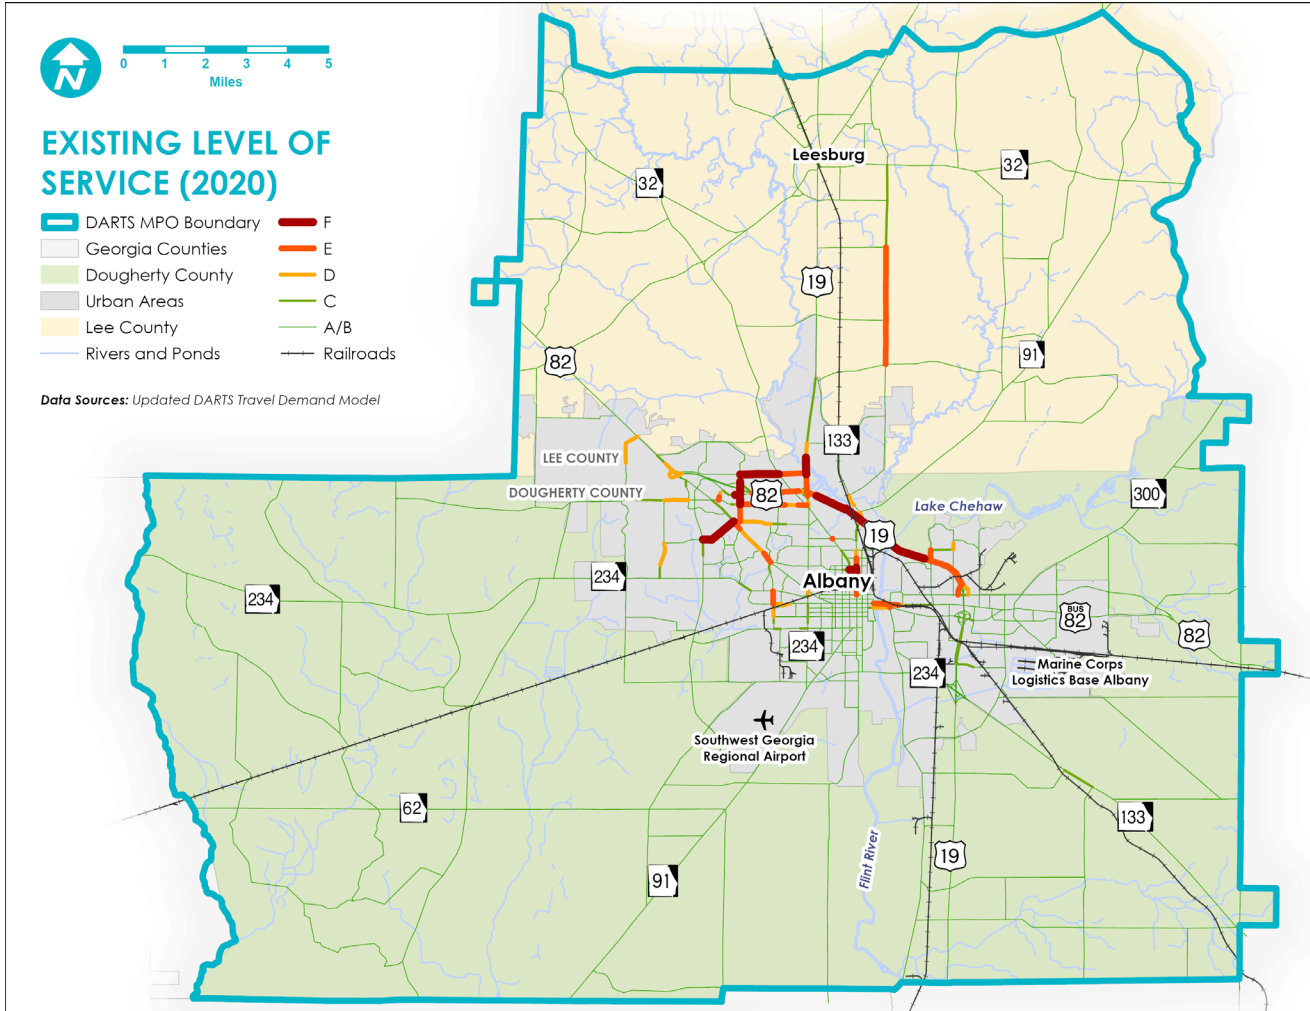 N
0 1 2 3 4 5
Miles
EXISTING LEVEL OF
SERVICE (2020)
DARTS MPO Boundary
Georgia Counties
Dougherty County
Urban Areas
Lee County
Rivers and Ponds
F
E
D
C
A/B
Railroads
Data Sources: Updated DARTS Travel Demand Model
Leesburg
32
32
19
82
91
133
LEE COUNTY
DOUGHERTY COUNTY
82
300
Lake Chehaw
19
234
234
Albany
BUS
82
82
234
234
Marine Corps
Logistics Base Albany
Southwest Georgia
Regional Airport
62
133
19
Flint River
91